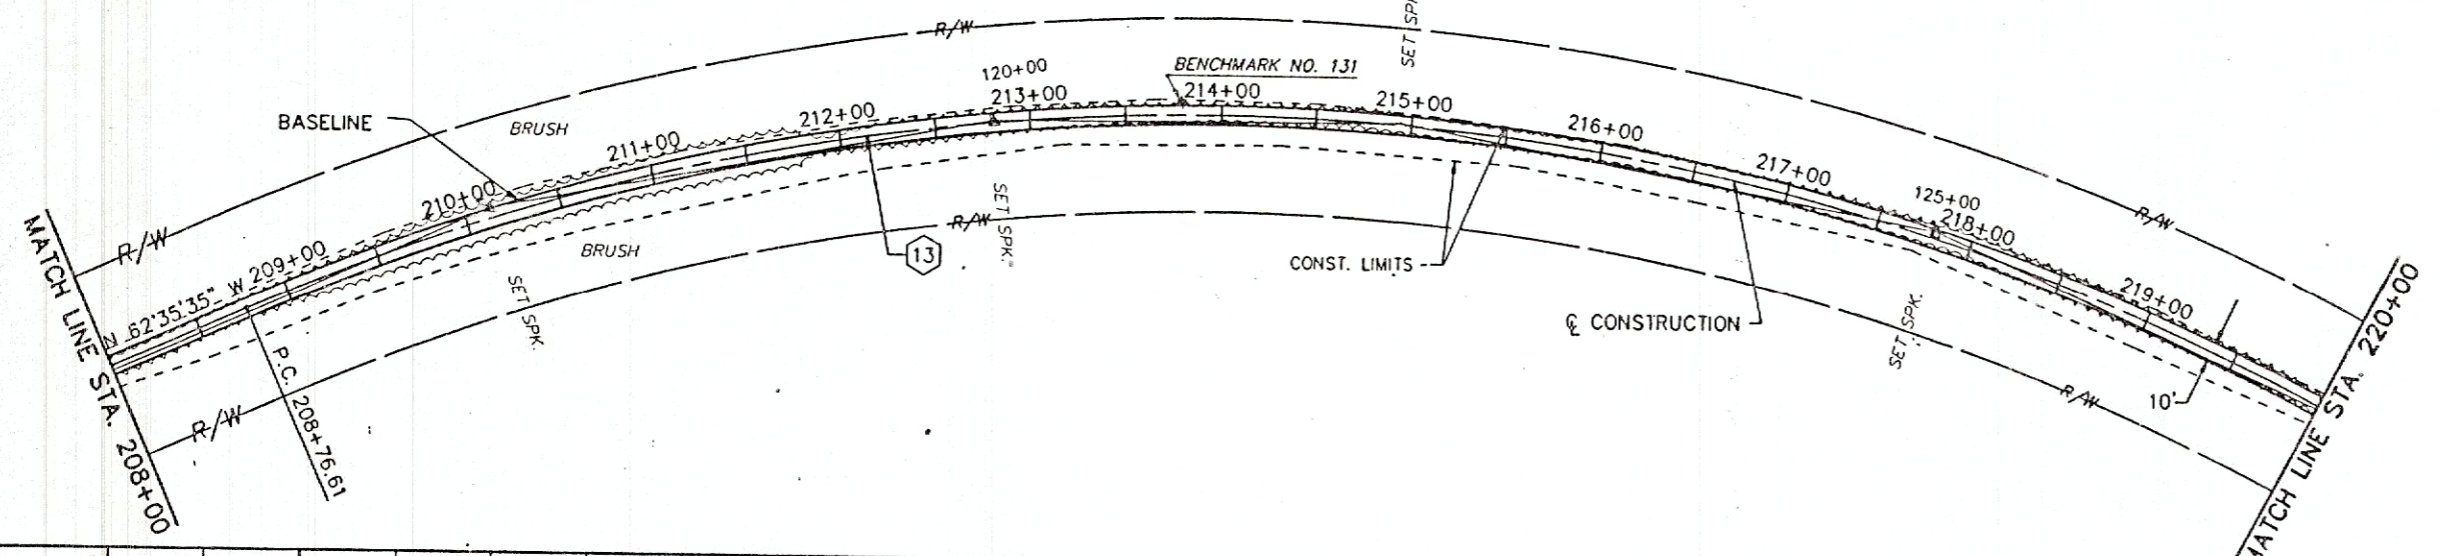 R/W
SET SP
BENCHMARK NO. 131
120+00
213+00
214+00
215+00
BASELINE
BRUSH
212+00
216+00
211+00
217+00
210+00
125+00
218+00
R/W
R/W
BRUSH
SET SPK.
R/W
13
CONST. LIMITS
℄ CONSTRUCTION
SET SPK.
209+00
N 62°35'35" W
SET SPK.
219+00
10'
R/W
R/W
P.C. 208+76.61
MATCH LINE STA. 208+00
MATCH LINE STA. 220+00